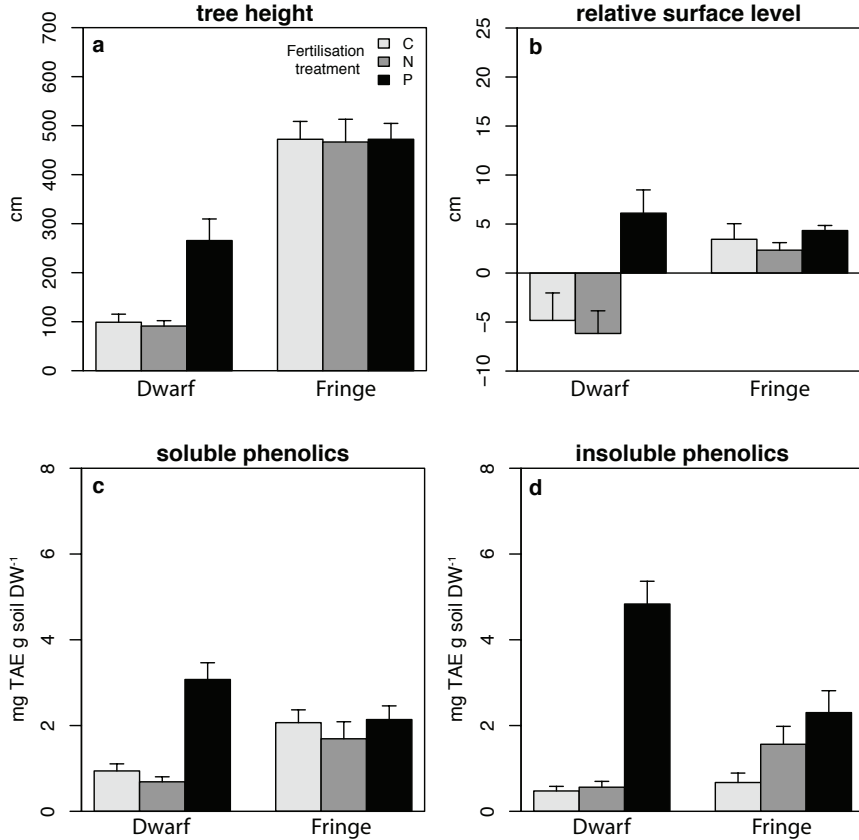 tree height
a
Fertilisation
treatment
C
N
P
cm
700
600
500
400
300
200
100
0
Dwarf Fringe
relative surface level
b
cm
25
20
15
10
5
0
−5
−10
Dwarf Fringe
soluble phenolics
c
mg TAE g soil DW⁻¹
8
6
4
2
0
Dwarf Fringe
insoluble phenolics
d
mg TAE g soil DW⁻¹
8
6
4
2
0
Dwarf Fringe